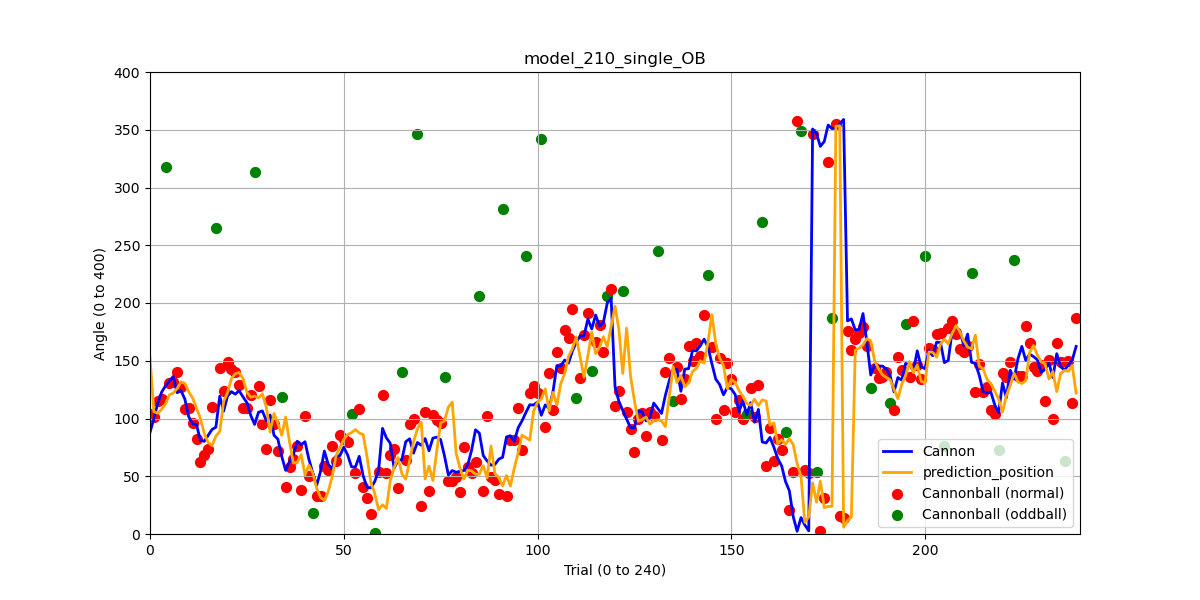 model_210_single_OB
400
350
300
250
200
150
100
50
0
Angle (0 to 400)
Cannon
prediction_position
Cannonball (normal)
Cannonball (oddball)
0 50 100 150 200
Trial (0 to 240)